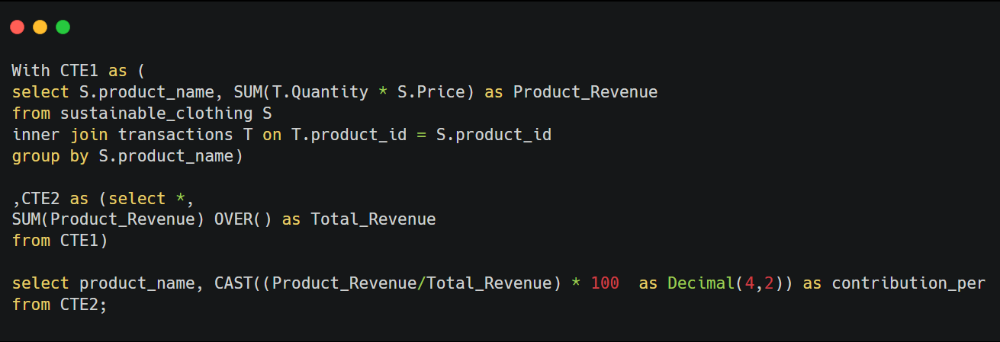 With CTE1 as (
select S.product_name, SUM(T.Quantity * S.Price) as Product_Revenue
from sustainable_clothing S
inner join transactions T on T.product_id = S.product_id
group by S.product_name)
,CTE2 as (select *,
SUM(Product_Revenue) OVER() as Total_Revenue
from CTE1)
select product_name, CAST((Product_Revenue/Total_Revenue) * 100  as Decimal(4,2)) as contribution_per
from CTE2;